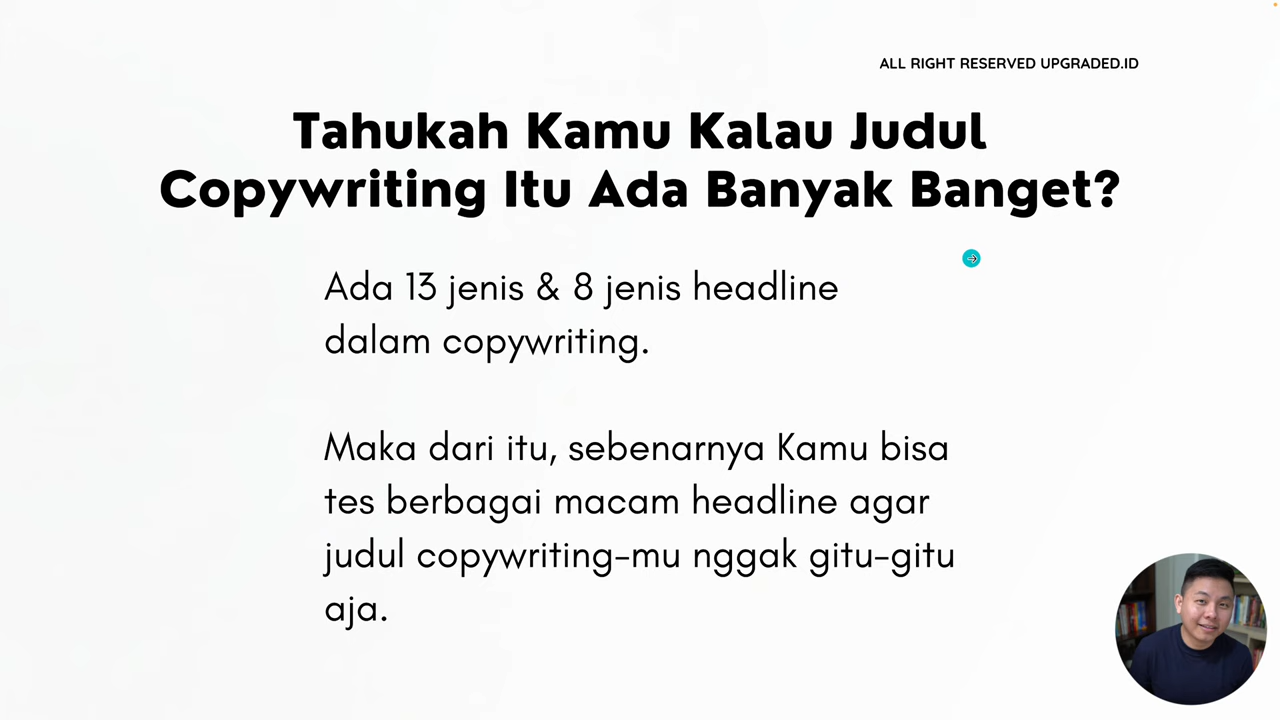 ALL RIGHT RESERVED UPGRADED.ID
Tahukah Kamu Kalau Judul
Copywriting Itu Ada Banyak Banget?
Ada 13 jenis & 8 jenis headline
dalam copywriting.
Maka dari itu, sebenarnya Kamu bisa
tes berbagai macam headline agar
judul copywriting-mu nggak gitu-gitu
aja.